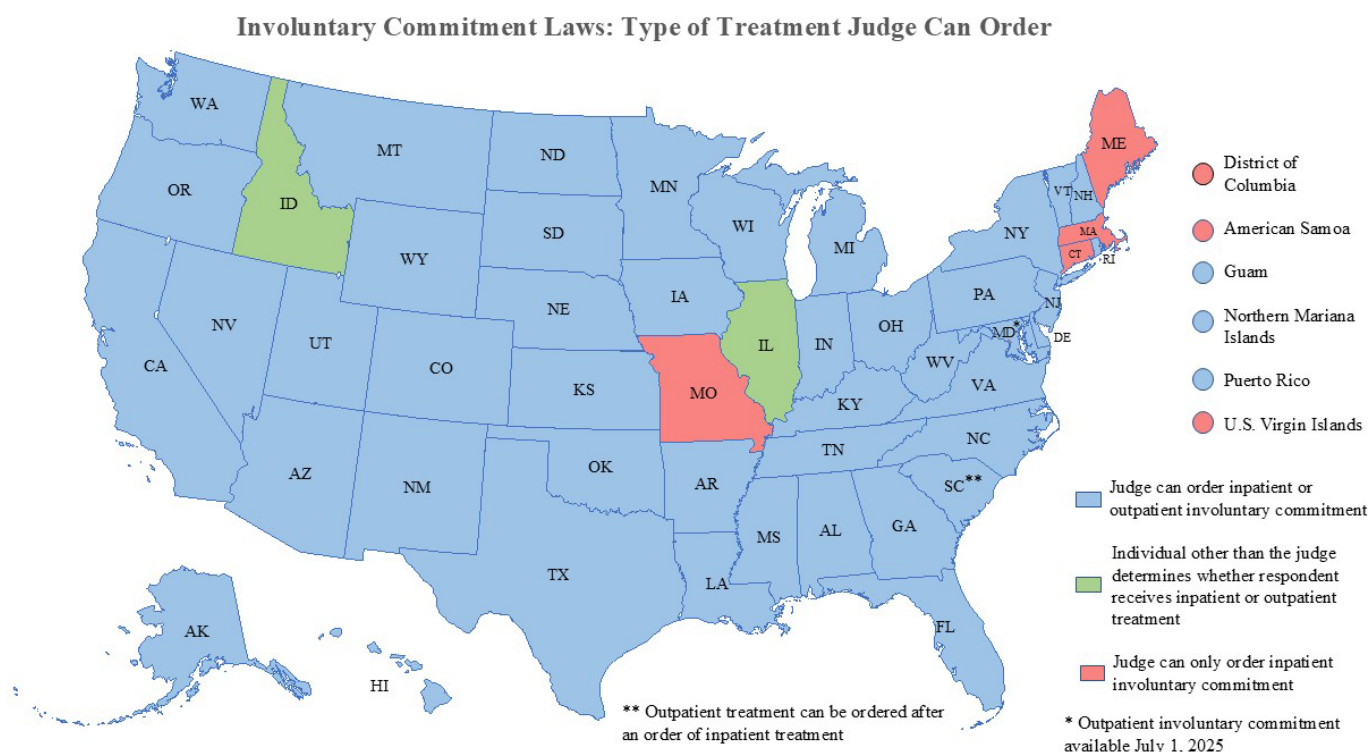 Involuntary Commitment Laws: Type of Treatment Judge Can Order
WA
MT
ND
MN
ME
OR
ID
SD
WI
MI
NY
VT
NH
MA
CT
RI
WY
IA
NE
PA
NJ
NV
UT
CO
IL
IN
OH
MD*
DE
CA
KS
MO
WV
VA
KY
AZ
NM
OK
AR
TN
NC
SC**
MS
AL
GA
TX
LA
FL
AK
HI
District of
Columbia
American Samoa
Guam
Northern Mariana
Islands
Puerto Rico
U.S. Virgin Islands
Judge can order inpatient or
outpatient involuntary commitment
Individual other than the judge
determines whether respondent
receives inpatient or outpatient
treatment
Judge can only order inpatient
involuntary commitment
** Outpatient treatment can be ordered after
an order of inpatient treatment
* Outpatient involuntary commitment
available July 1, 2025